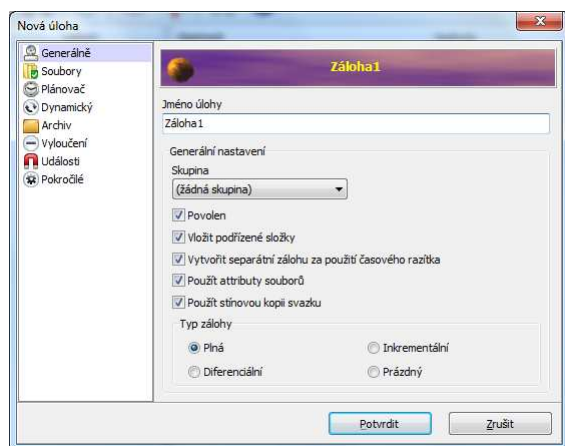 Nová úloha
Generálně
Soubory
Plánovač
Dynamický
Archiv
Vyloučení
Události
Pokročilé
Záloha1
Jméno úlohy
Záloha1
Generální nastavení
Skupina
(žádná skupina)
Povolen
Vložit podřízené složky
Vytvořit separátní zálohu za použití časového razítka
Použít attributy souborů
Použít stínovou kopii svazku
Typ zálohy
Plná
Inkrementální
Diferenciální
Prázdný
Potvrdit
Zrušit